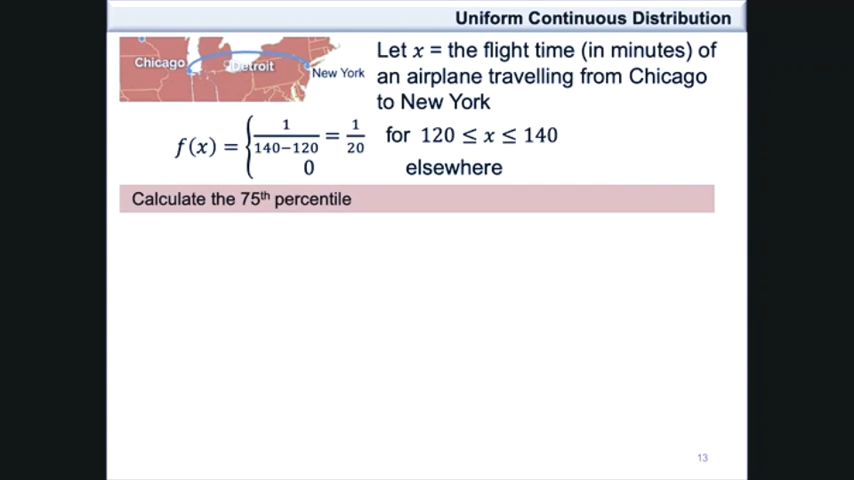 Uniform Continuous Distribution
Chicago
Detroit
New York
Let x = the flight time (in minutes) of
an airplane travelling from Chicago
to New York
f(x) = { 1/(140−120) = 1/20 for 120 ≤ x ≤ 140
0 elsewhere
Calculate the 75th percentile
13